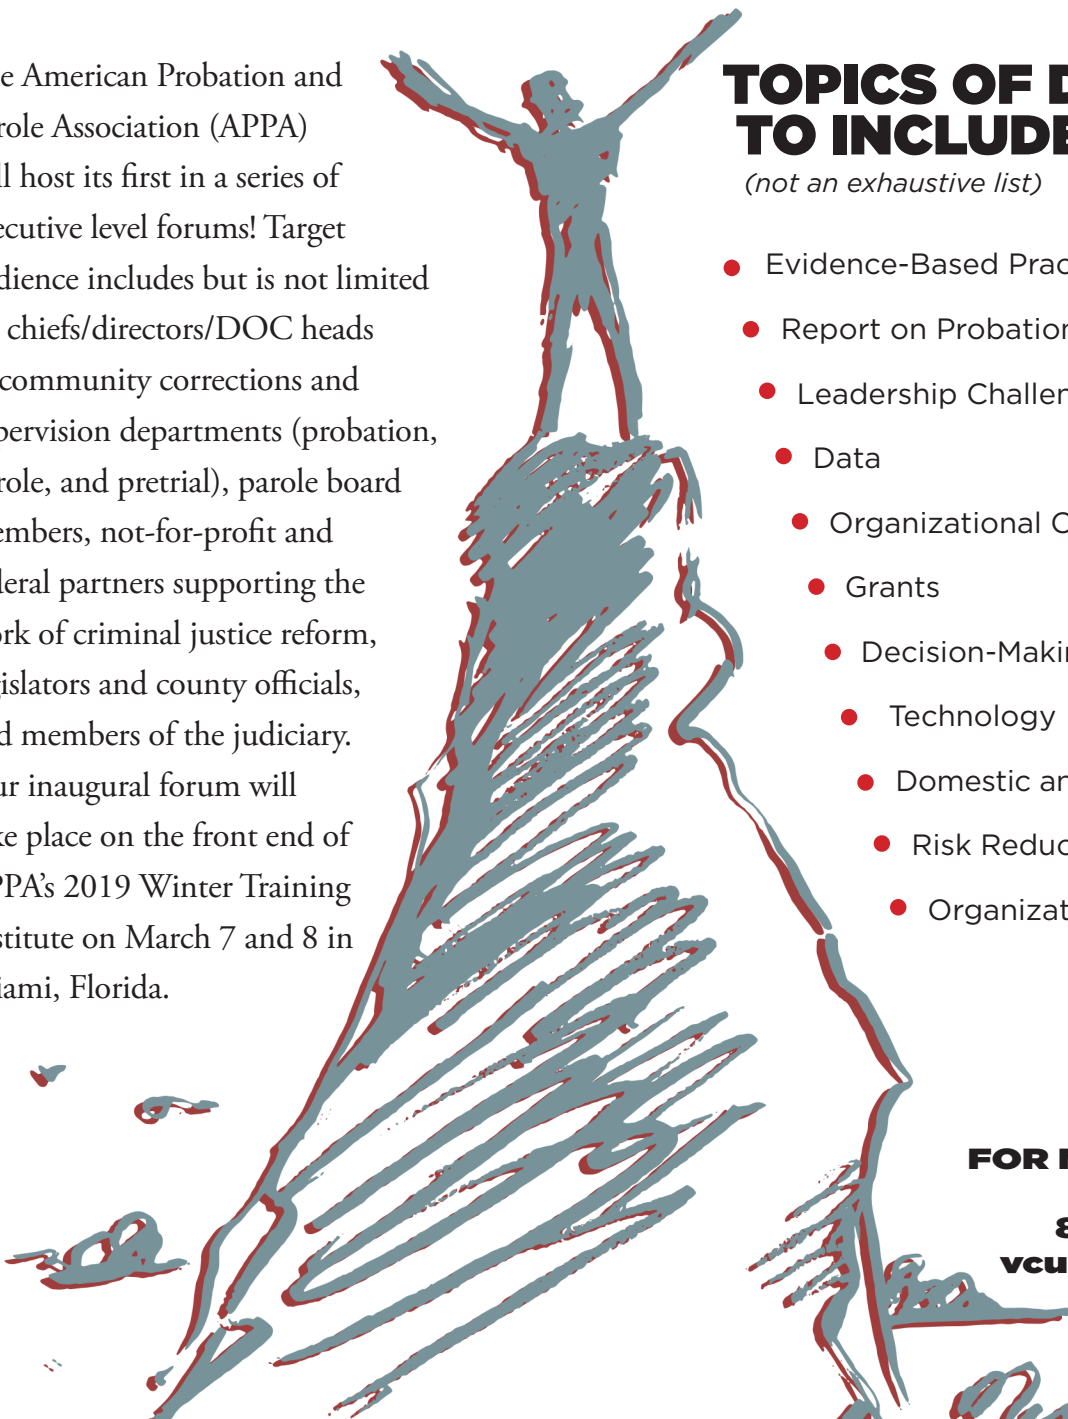 e American Probation and
role Association (APPA)
ll host its first in a series of
ecutive level forums! Target
dience includes but is not limited
chiefs/directors/DOC heads
community corrections and
pervision departments (probation,
role, and pretrial), parole board
embers, not-for-profit and
deral partners supporting the
ork of criminal justice reform,
gislators and county officials,
d members of the judiciary.
ur inaugural forum will
ke place on the front end of
PPA’s 2019 Winter Training
stitute on March 7 and 8 in
iami, Florida.
TOPICS OF D
TO INCLUDE
(not an exhaustive list)
Evidence-Based Prac
Report on Probation
Leadership Challen
Data
Organizational C
Grants
Decision-Makin
Technology
Domestic an
Risk Reduc
Organizat
FOR
8
vcu